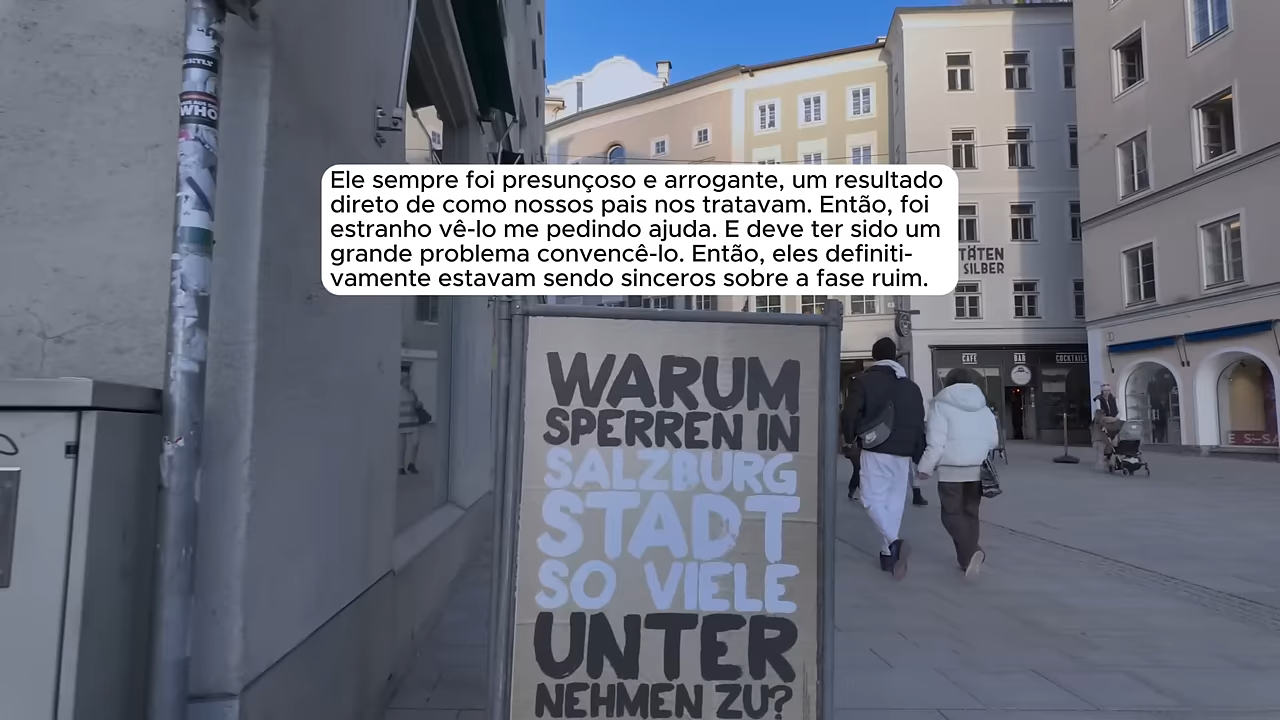 WHO
Ele sempre foi presunçoso e arrogante, um resultado
direto de como nossos pais nos tratavam. Então, foi
estranho vê-lo me pedindo ajuda. E deve ter sido um
grande problema convencê-lo. Então, eles definiti-
vamente estavam sendo sinceros sobre a fase ruim.
TÄTEN
SILBER
CAFE BAR COCKTAILS
WARUM
SPERREN IN
SALZBURG
STADT
SO VIELE
UNTER
NEHMEN ZU?